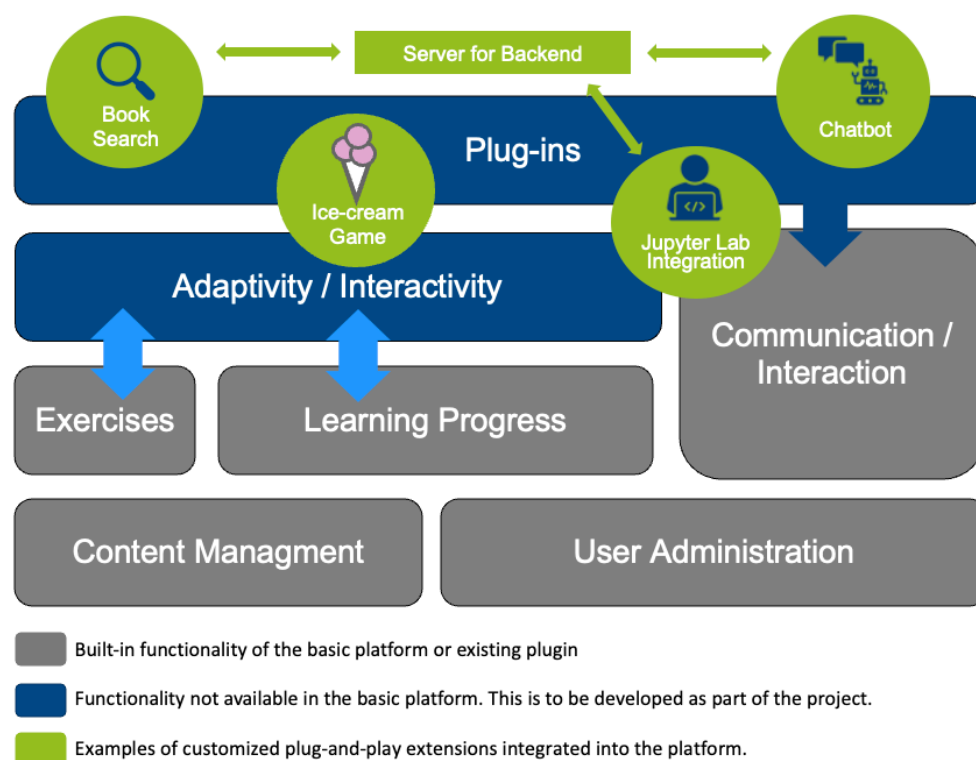 Server for Backend
Book
Search
Chatbot
Plug-ins
Ice-cream
Game
Jupyter Lab
Integration
Adaptivity / Interactivity
Communication /
Interaction
Exercises
Learning Progress
Content Managment
User Administration
Built-in functionality of the basic platform or existing plugin
Functionality not available in the basic platform. This is to be developed as part of the project.
Examples of customized plug-and-play extensions integrated into the platform.